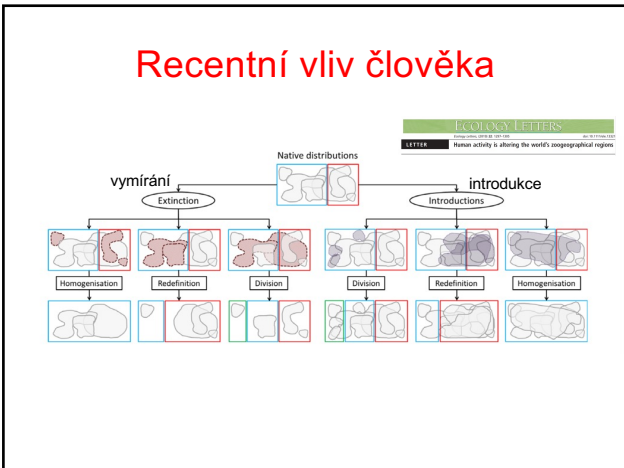 Recentní vliv člověka
ECOLOGY LETTERS
LETTER
Human activity is altering the world's zoogeographical regions
Native distributions
vymírání
introdukce
Extinction
Introductions
Homogenisation
Redefinition
Division
Division
Redefinition
Homogenisation